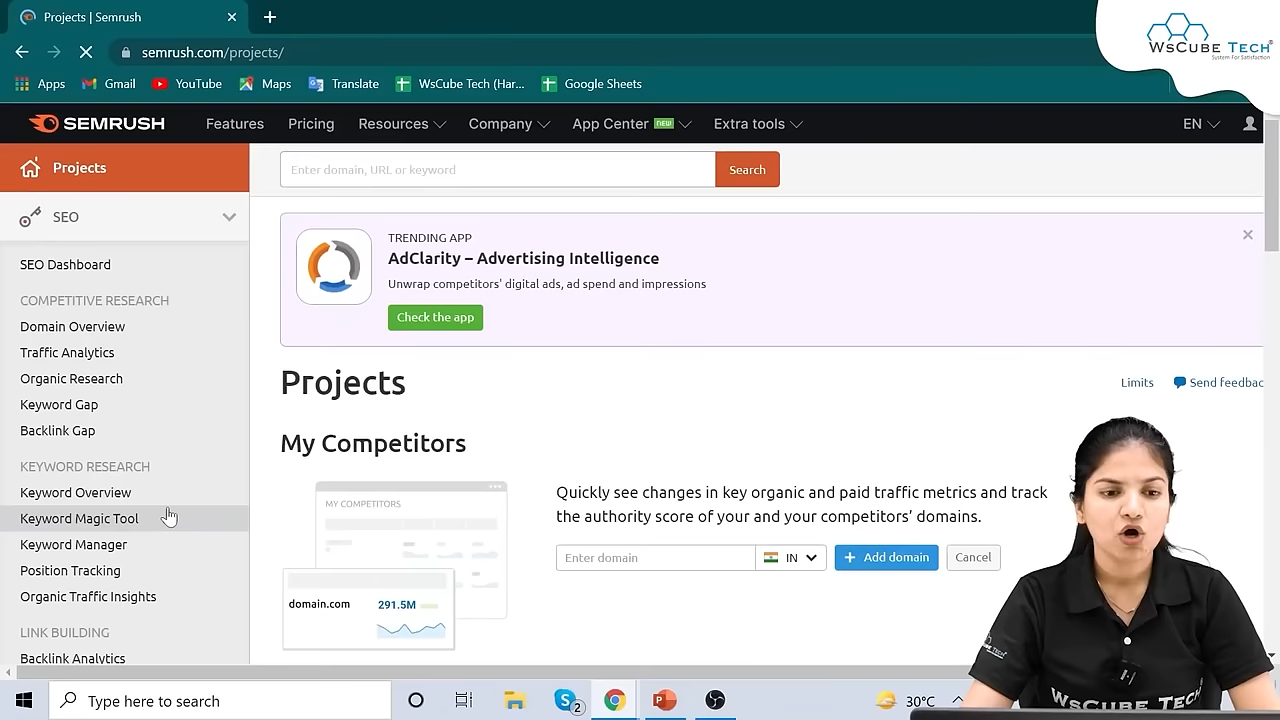 Projects | Semrush
WsCube Tech
System For Satisfaction
semrush.com/projects/
Apps Gmail YouTube Maps Translate WsCube Tech (Har... Google Sheets
SEMRUSH Features Pricing Resources Company App Center NEW Extra tools EN
Projects
Enter domain, URL or keyword Search
SEO
TRENDING APP
AdClarity – Advertising Intelligence
Unwrap competitors' digital ads, ad spend and impressions
Check the app
SEO Dashboard
COMPETITIVE RESEARCH
Domain Overview
Traffic Analytics
Organic Research
Keyword Gap
Backlink Gap
KEYWORD RESEARCH
Keyword Overview
Keyword Magic Tool
Keyword Manager
Position Tracking
Organic Traffic Insights
LINK BUILDING
Backlink Analytics
Projects
Limits Send feedbac
My Competitors
MY COMPETITORS
domain.com 291.5M
Quickly see changes in key organic and paid traffic metrics and track
the authority score of your and your competitors' domains.
Enter domain IN + Add domain Cancel
WsCube Tech
Type here to search 2 30°C